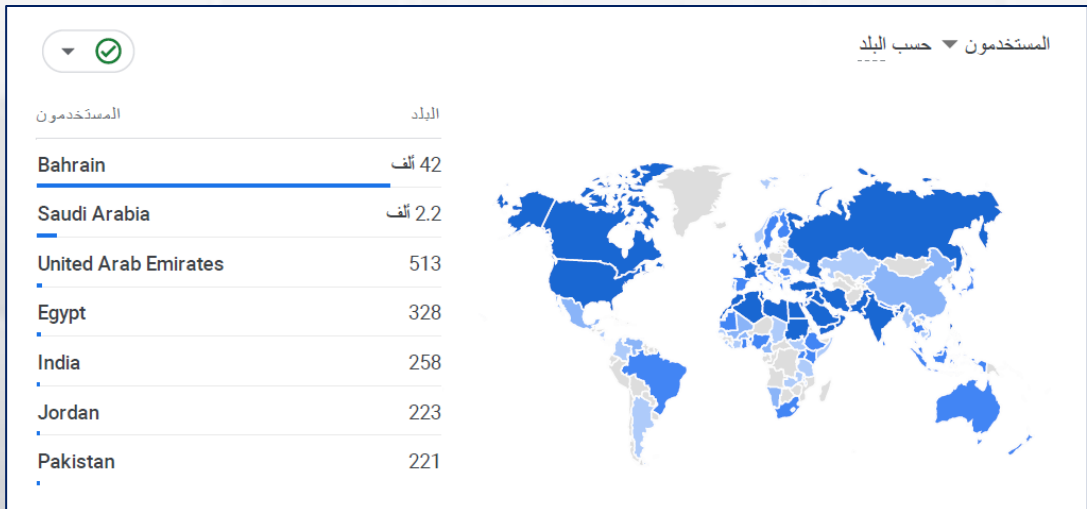 المستخدمون حسب البلد
المستخدمون البلد
Bahrain 42 ألف
Saudi Arabia 2.2 ألف
United Arab Emirates 513
Egypt 328
India 258
Jordan 223
Pakistan 221